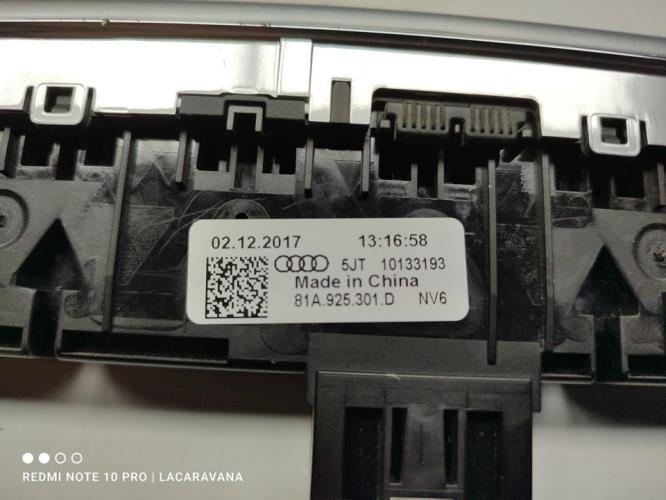 02.12.2017 13:16:58
5JT 10133193
Made in China
81A.925.301.D NV6
REDMI NOTE 10 PRO | LACARAVANA